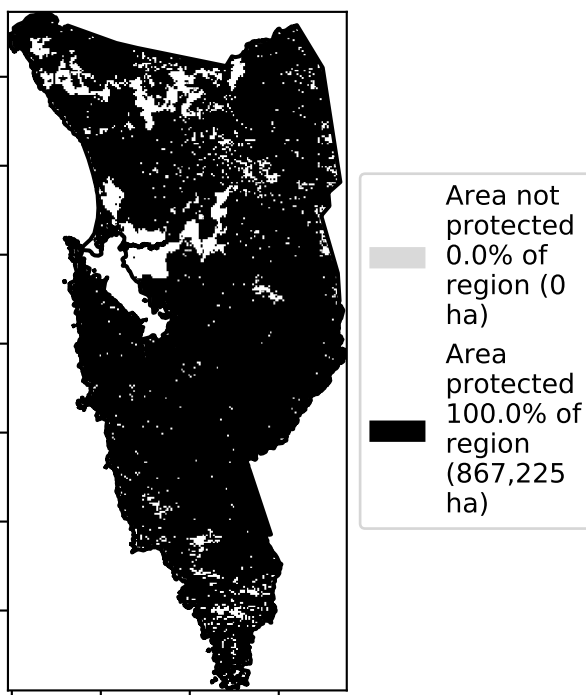 Area not
protected
0.0% of
region (0
ha)
Area
protected
100.0% of
region
(867,225
ha)